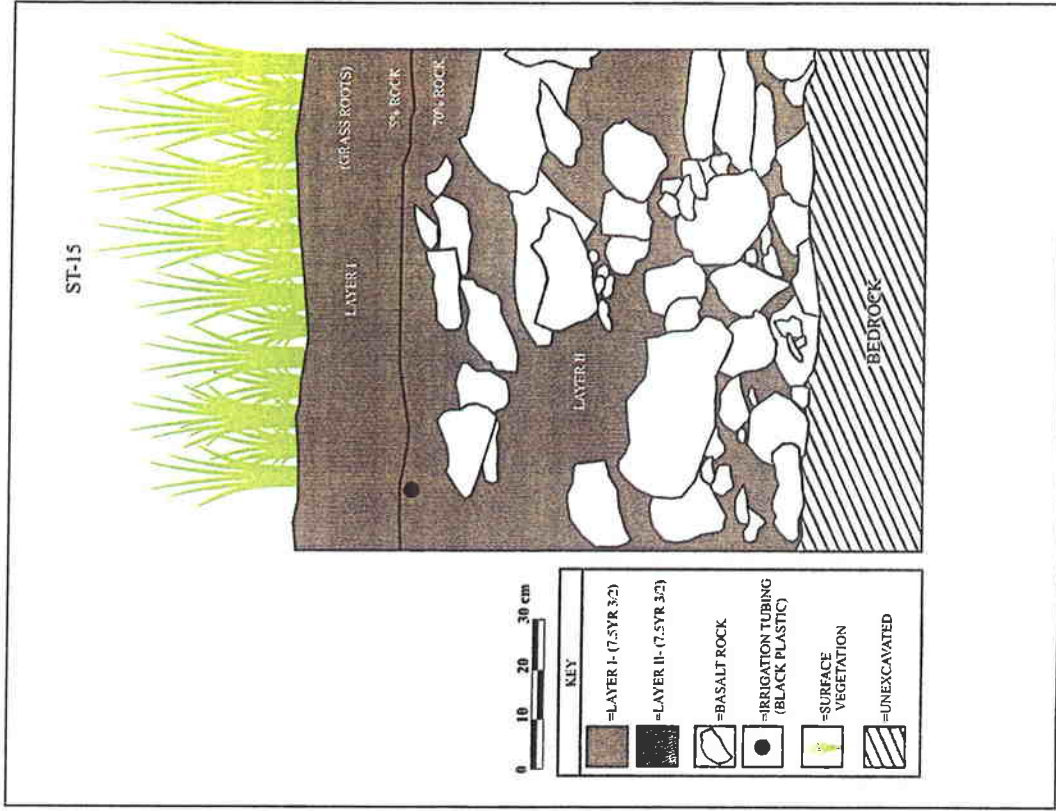 ST-15
LAYER I
(GRASS ROOTS)
5% ROCK
70% ROCK
LAYER II
BEDROCK
0 10 20 30 cm
KEY
=LAYER I- (7.5YR 3/2)
=LAYER II- (7.5YR 3/2)
=BASALT ROCK
=IRRIGATION TUBING
(BLACK PLASTIC)
=SURFACE
VEGETATION
=UNEXCAVATED